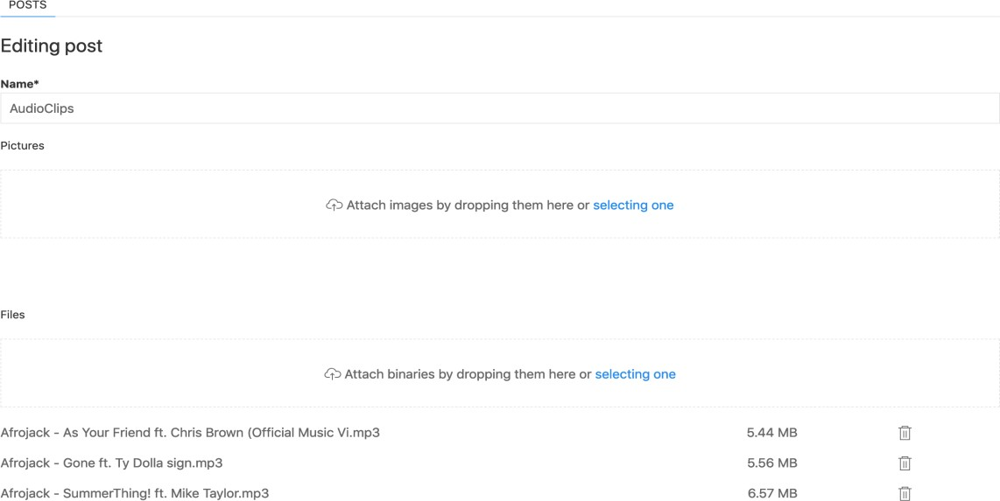 POSTS
Editing post
Name*
AudioClips
Pictures
Attach images by dropping them here or selecting one
Files
Attach binaries by dropping them here or selecting one
Afrojack - As Your Friend ft. Chris Brown (Official Music Vi.mp3 5.44 MB
Afrojack - Gone ft. Ty Dolla sign.mp3 5.56 MB
Afrojack - SummerThing! ft. Mike Taylor.mp3 6.57 MB